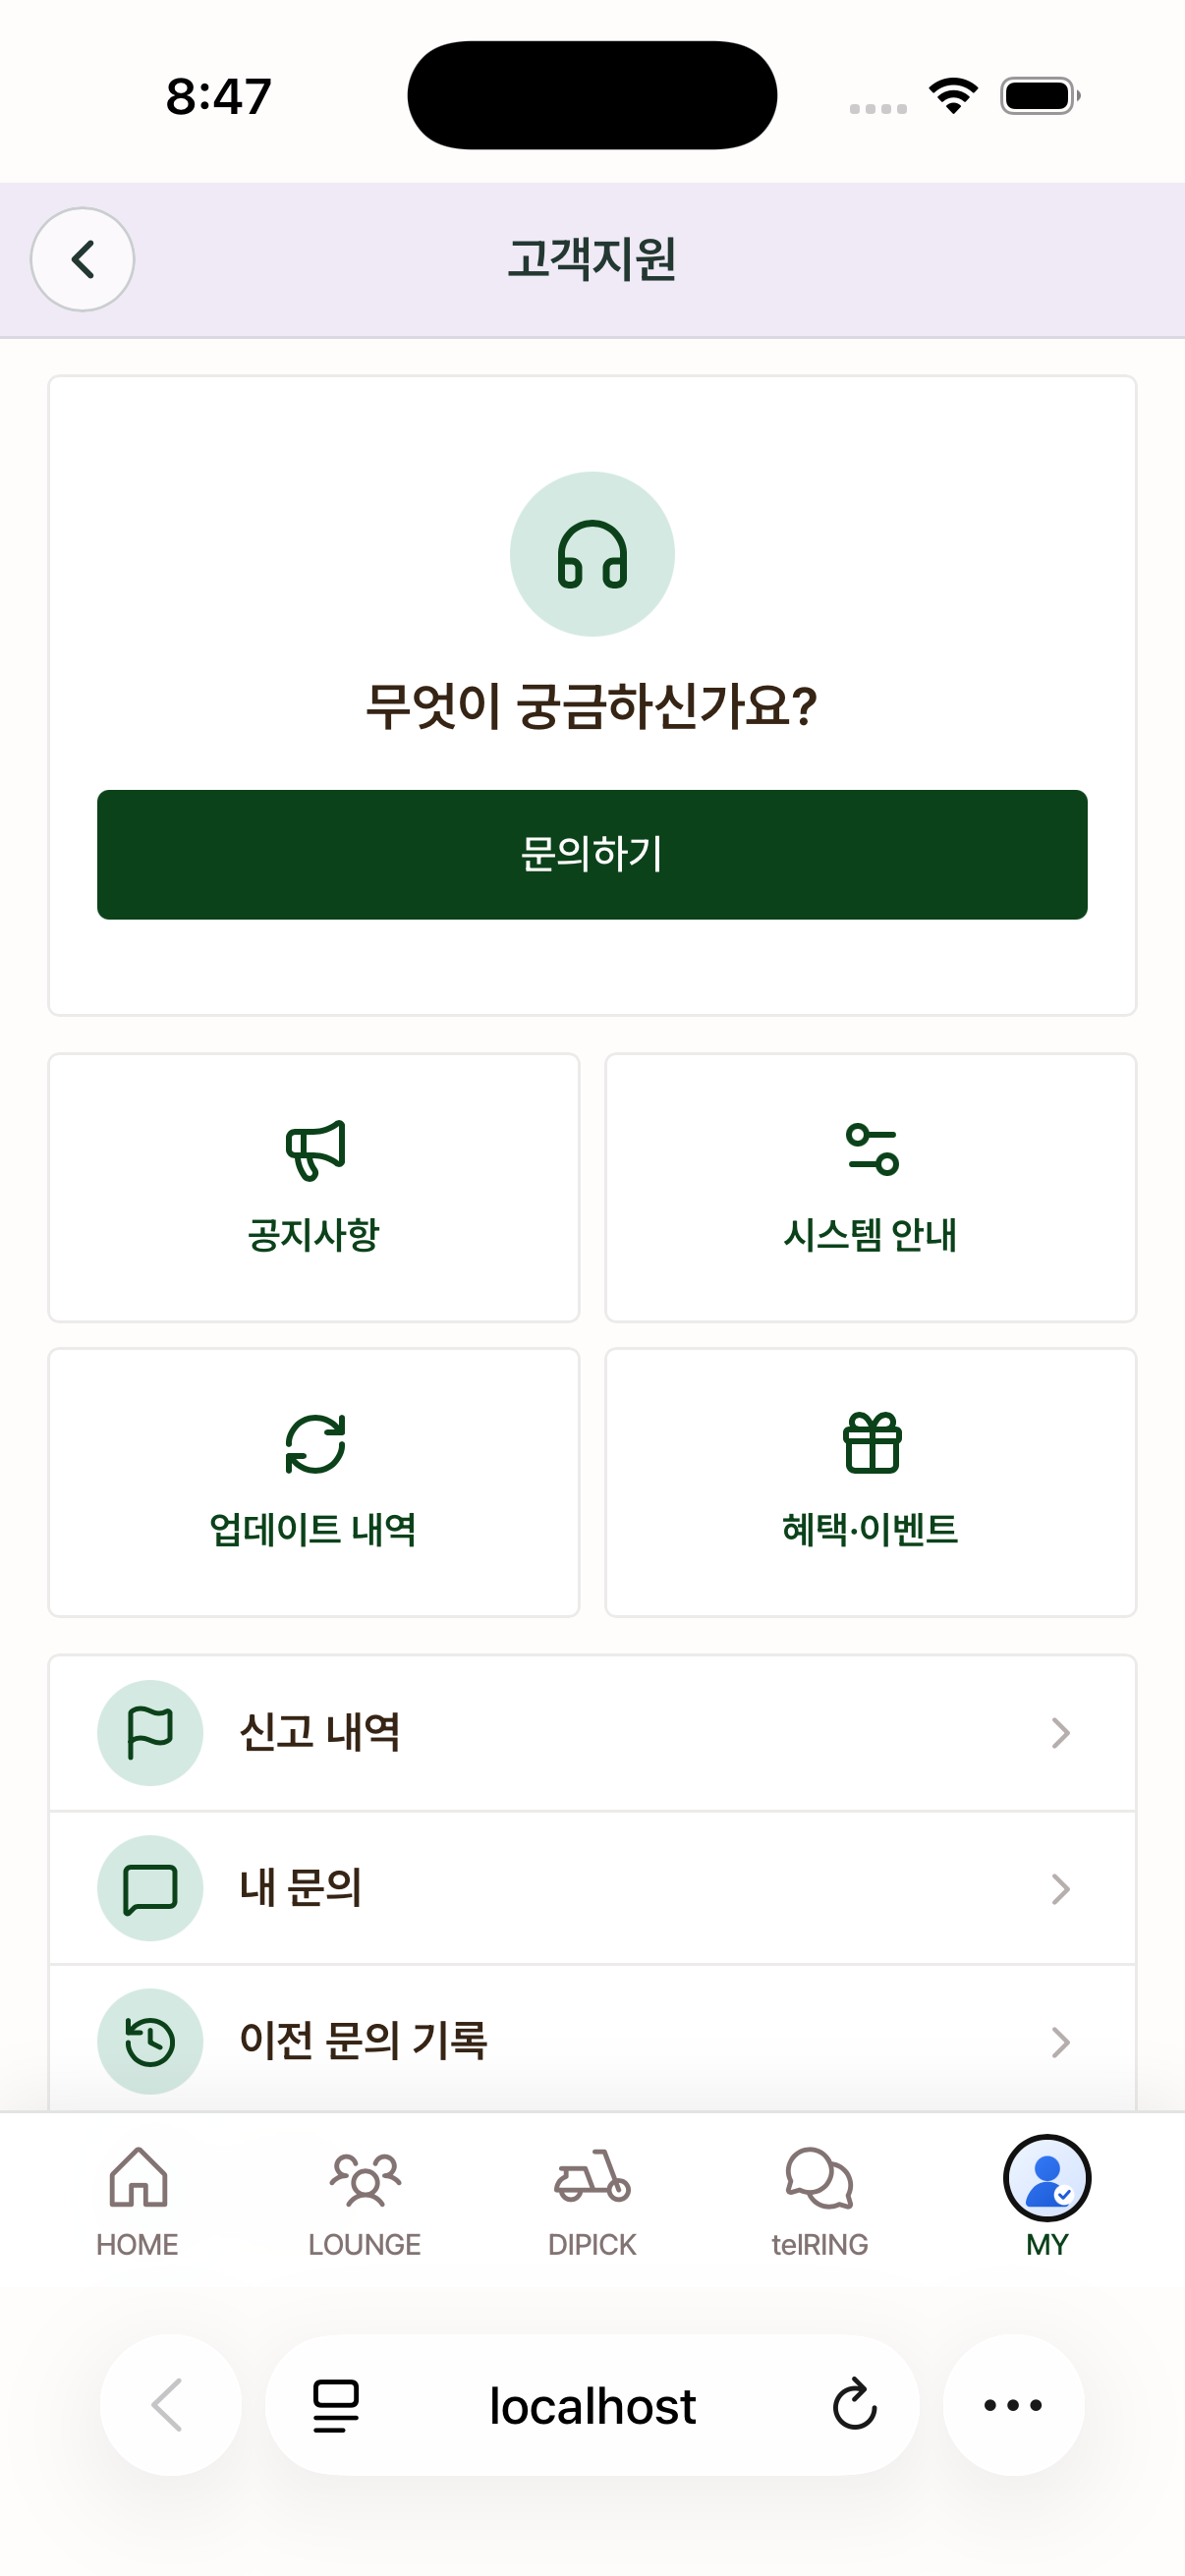 8:47
고객지원
무엇이 궁금하신가요?
문의하기
공지사항
시스템 안내
업데이트 내역
혜택·이벤트
신고 내역
내 문의
이전 문의 기록
HOME
LOUNGE
DIPICK
telRING
MY
localhost